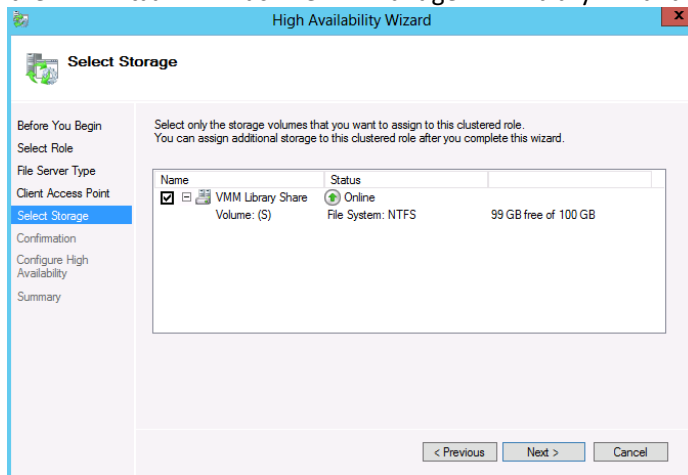 High Availability Wizard
X
Select Storage
Before You Begin
Select Role
File Server Type
Client Access Point
Select Storage
Confirmation
Configure High
Availability
Summary
Select only the storage volumes that you want to assign to this clustered role.
You can assign additional storage to this clustered role after you complete this wizard.
Name Status
VMM Library Share Online
Volume: (S) File System: NTFS 99 GB free of 100 GB
< Previous Next > Cancel